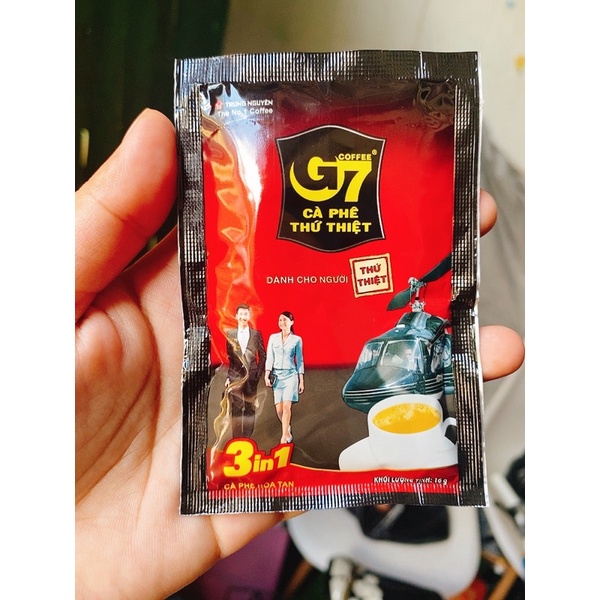 TRUNG NGUYÊN
The No.1 Coffee
COFFEE®
G7
CÀ PHÊ
THỨ THIỆT
DÀNH CHO NGƯỜI
THỨ
THIỆT
3in1
CÀ PHÊ HÒA TAN
KHỐI LƯỢNG TỊNH: 16 g